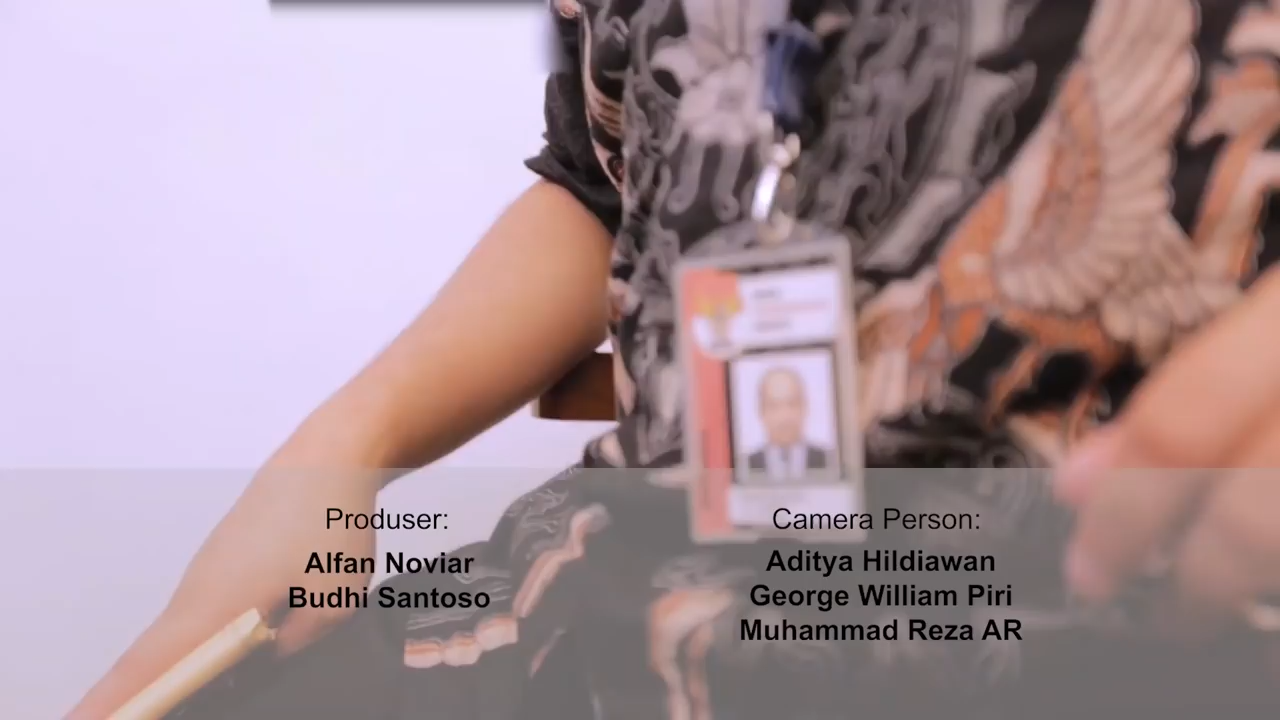 Produser:
Alfan Noviar
Budhi Santoso
Camera Person:
Aditya Hildiawan
George William Piri
Muhammad Reza AR